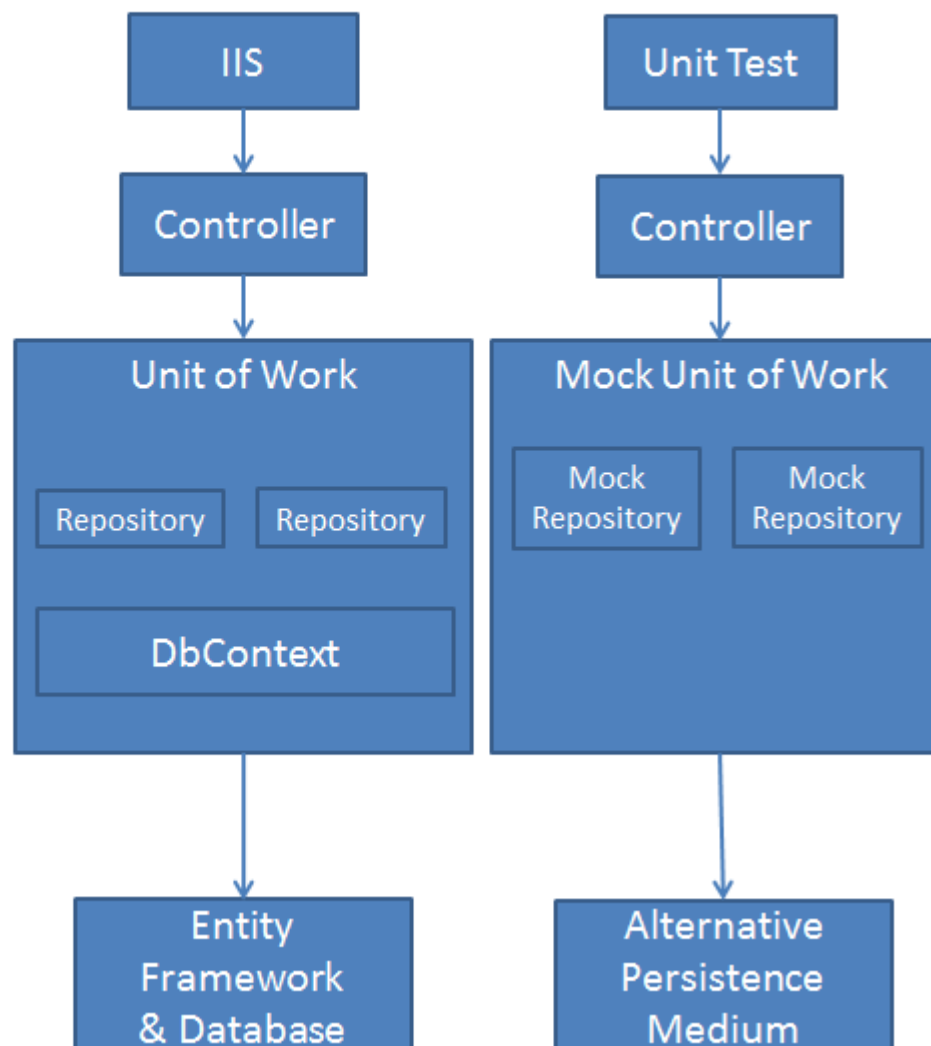 IIS
Controller
Unit of Work
Repository
Repository
DbContext
Entity
Framework
& Database
Unit Test
Controller
Mock Unit of Work
Mock
Repository
Mock
Repository
Alternative
Persistence
Medium